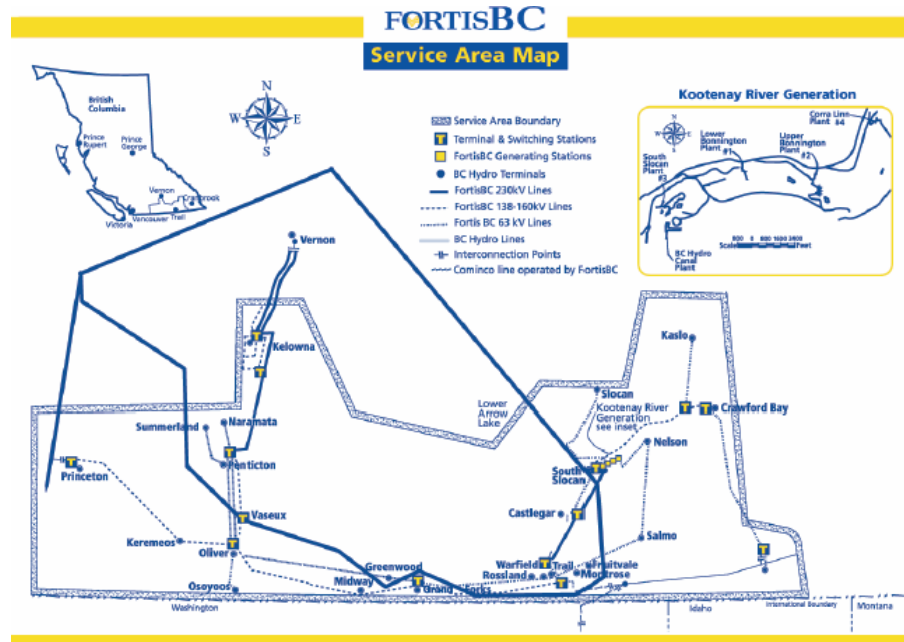 FORTISBC
Service Area Map
British
Columbia
Prince
Rupert
Prince
George
Vernon
Cranbrook
Vancouver
Trail
Victoria
N
W
E
S
Service Area Boundary
T Terminal & Switching Stations
FortisBC Generating Stations
BC Hydro Terminals
FortisBC 230kV Lines
FortisBC 138-160kV Lines
Fortis BC 63 kV Lines
BC Hydro Lines
Interconnection Points
Cominco line operated by FortisBC
Kootenay River Generation
Corra Linn
Plant #4
Lower
Bonnington
Plant
#1
Upper
Bonnington
Plant
#2
South
Slocan
Plant
#3
BC Hydro
Canal
Plant
Scale
Feet
Vernon
Kelowna
Kaslo
Slocan
Lower
Arrow
Lake
Kootenay River
Generation
see inset
Crawford Bay
Naramata
Summerland
Nelson
Penticton
Princeton
South
Slocan
Vaseux
Castlegar
Keremeos
Oliver
Salmo
Greenwood
Warfield
Trail
Fruitvale
Osoyoos
Midway
Grand Forks
Rossland
Montrose
Washington
Idaho
International Boundary
Montana